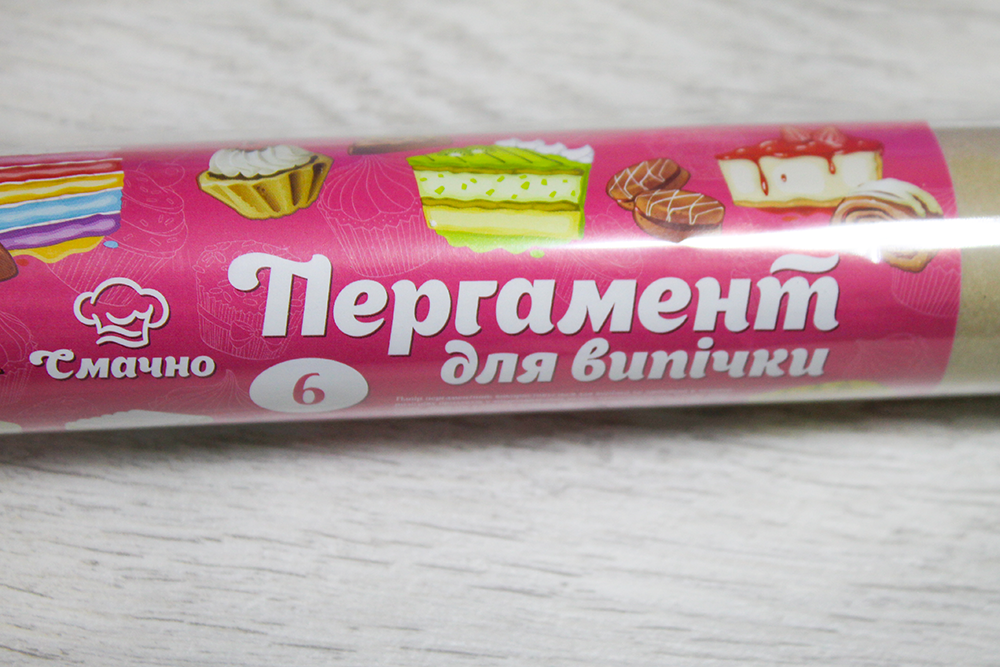 Пергамент
для випічки
Смачно
6